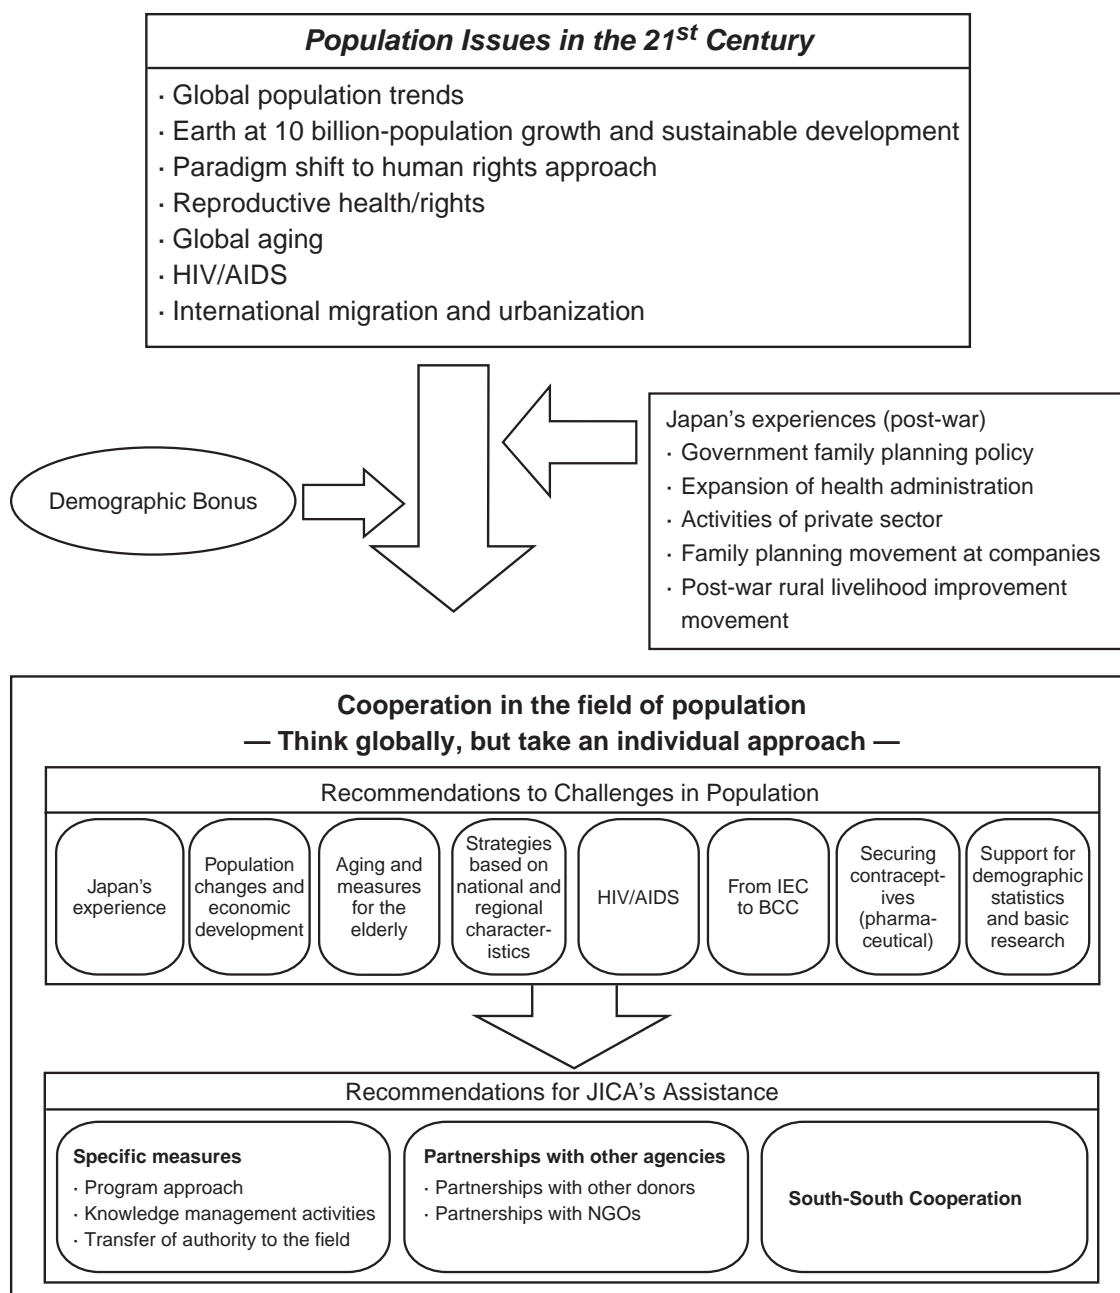 Population Issues in the 21st Century
· Global population trends
· Earth at 10 billion-population growth and sustainable development
· Paradigm shift to human rights approach
· Reproductive health/rights
· Global aging
· HIV/AIDS
· International migration and urbanization
Demographic Bonus
Japan's experiences (post-war)
· Government family planning policy
· Expansion of health administration
· Activities of private sector
· Family planning movement at companies
· Post-war rural livelihood improvement
movement
Cooperation in the field of population
— Think globally, but take an individual approach —
Recommendations to Challenges in Population
Japan's
experience
Population
changes and
economic
development
Aging and
measures
for the
elderly
Strategies
based on
national and
regional
character-
istics
HIV/AIDS
From IEC
to BCC
Securing
contracept-
ives
(pharma-
ceutical)
Support for
demographic
statistics
and basic
research
Recommendations for JICA's Assistance
Specific measures
· Program approach
· Knowledge management activities
· Transfer of authority to the field
Partnerships with other agencies
· Partnerships with other donors
· Partnerships with NGOs
South-South Cooperation